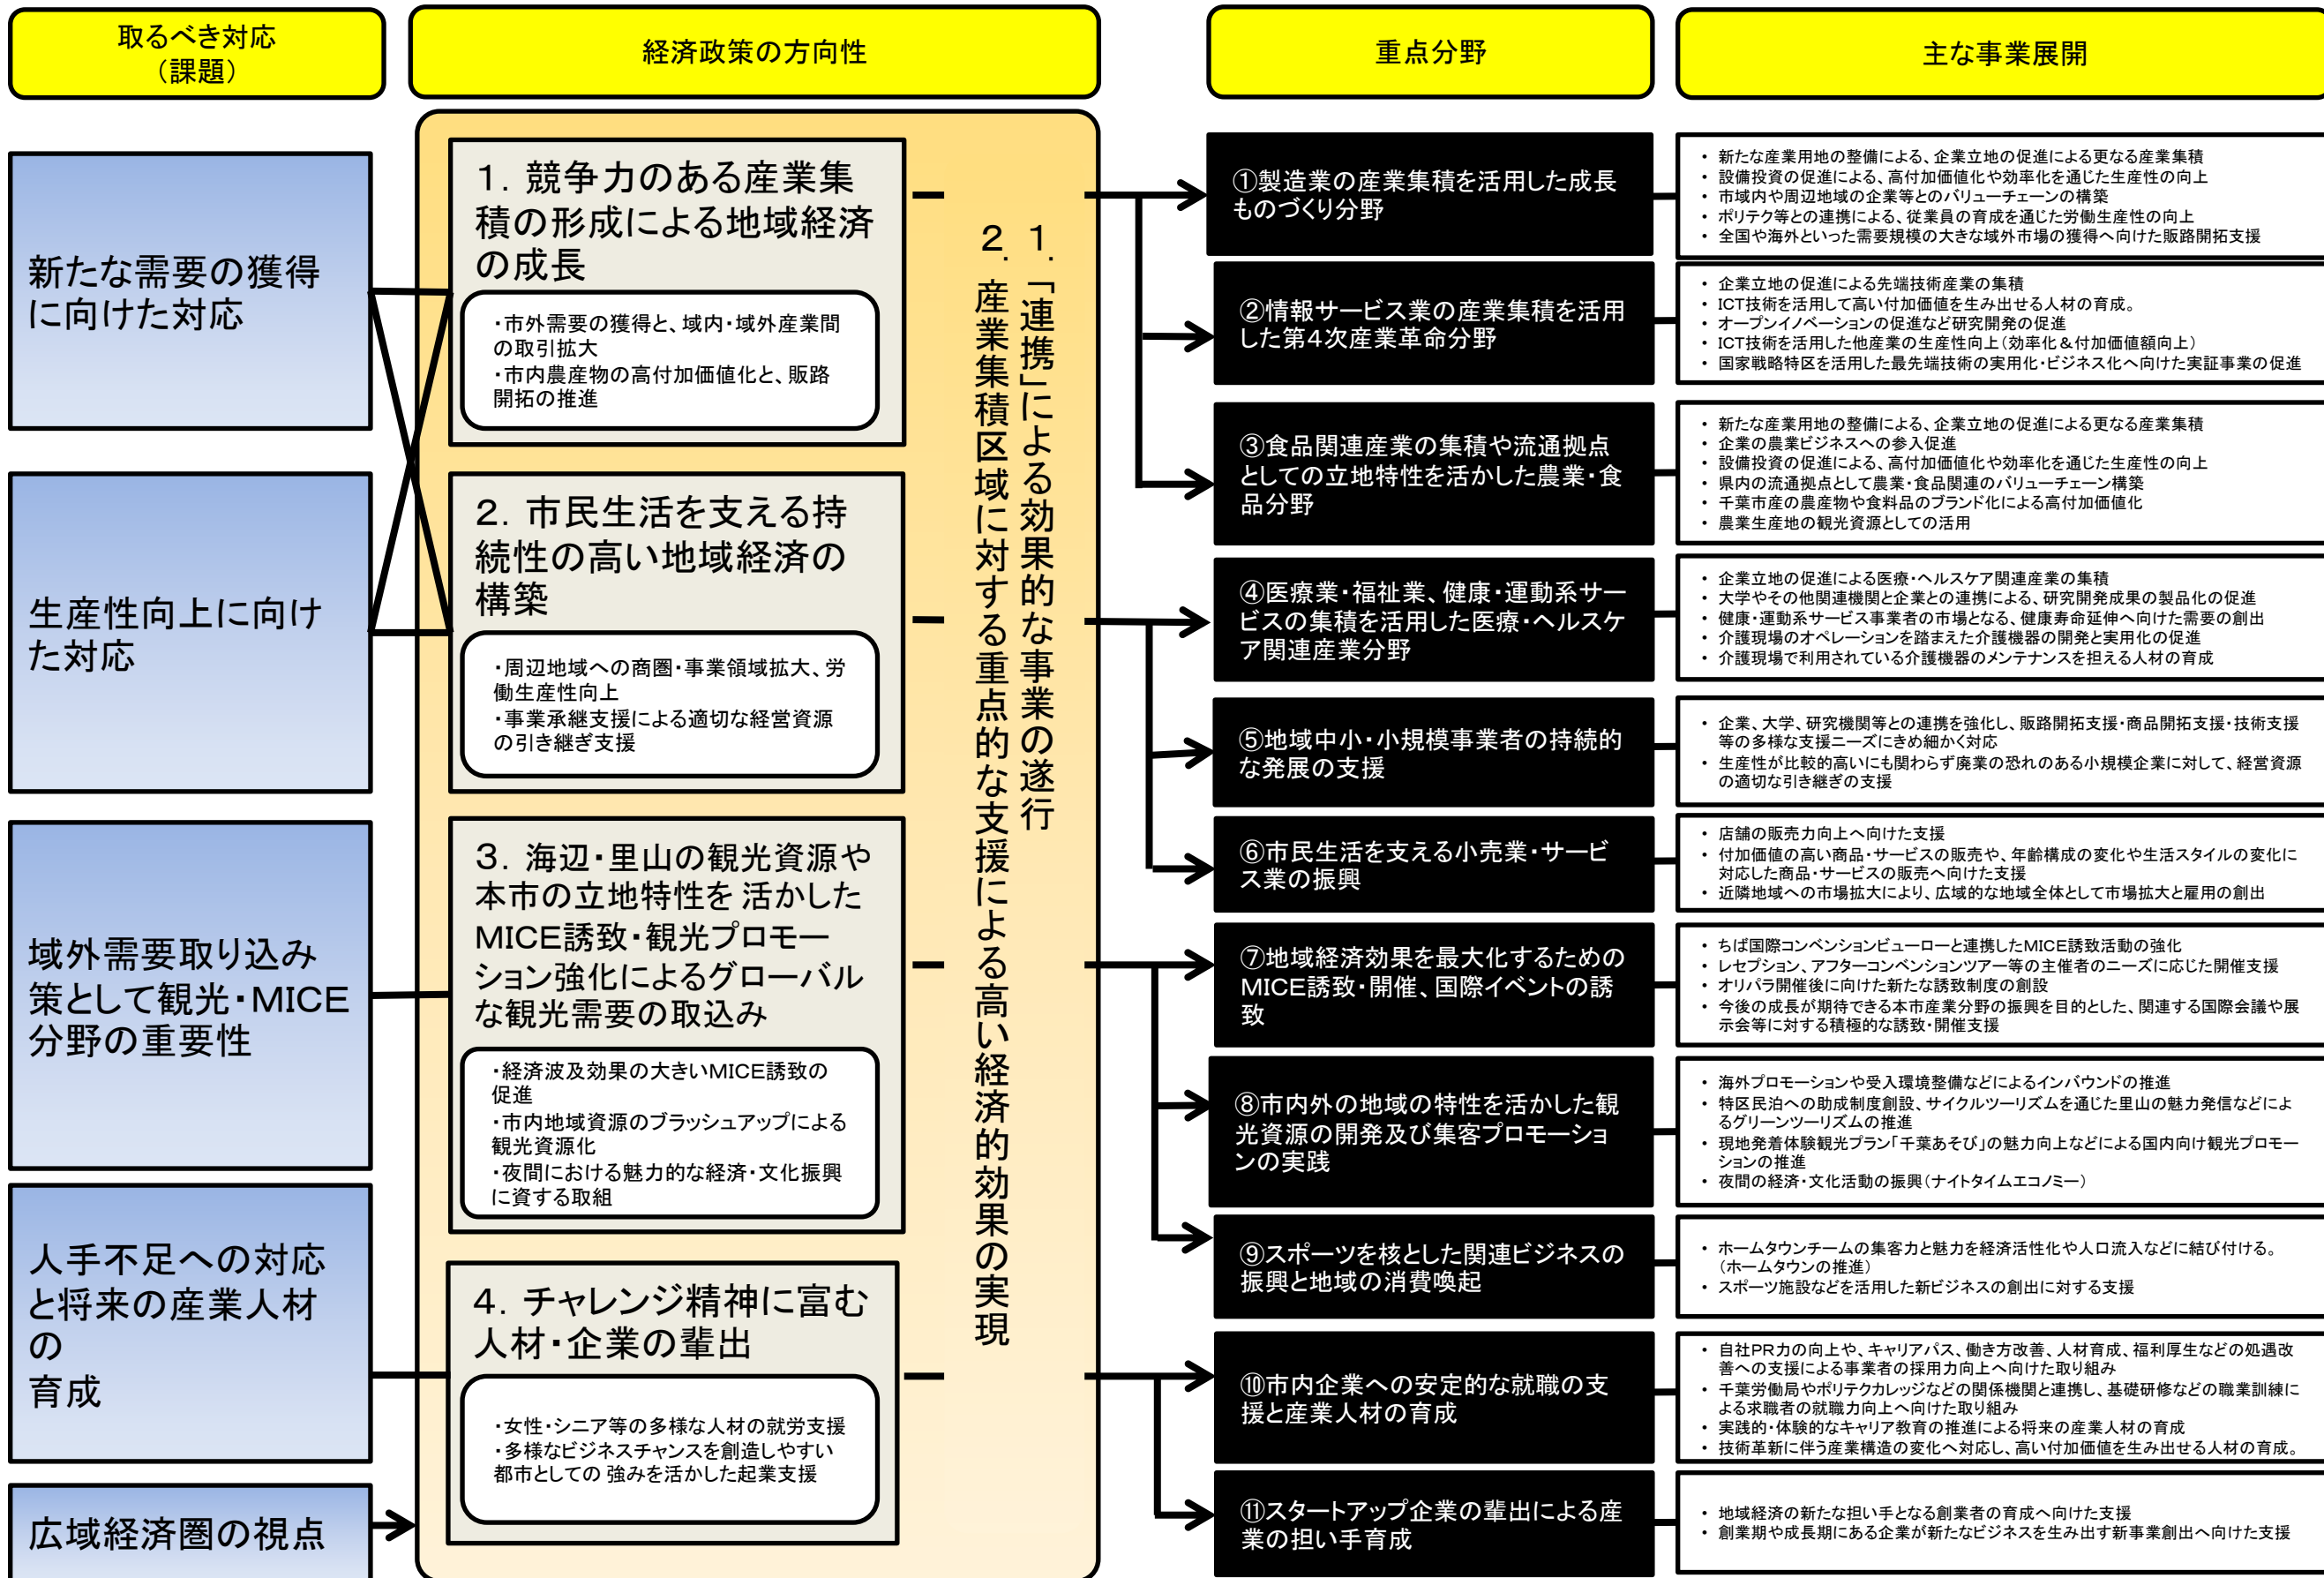 取るべき対応
（課題）
経済政策の方向性
重点分野
主な事業展開
新たな需要の獲得
に向けた対応
生産性向上に向け
た対応
域外需要取り込み
策として観光・MICE
分野の重要性
人手不足への対応
と将来の産業人材
の
育成
広域経済圏の視点
1．競争力のある産業集
積の形成による地域経済
の成長
・市外需要の獲得と、域内・域外産業間
の取引拡大
・市内農産物の高付加価値化と、販路
開拓の推進
2．市民生活を支える持
続性の高い地域経済の
構築
・周辺地域への商圏・事業領域拡大、労
働生産性向上
・事業承継支援による適切な経営資源
の引き継ぎ支援
3．海辺・里山の観光資源や
本市の立地特性を 活かした
MICE誘致・観光プロモー
ション強化によるグローバル
な観光需要の取込み
・経済波及効果の大きいMICE誘致の
促進
・市内地域資源のブラッシュアップによる
観光資源化
・夜間における魅力的な経済・文化振興
に資する取組
4．チャレンジ精神に富む
人材・企業の輩出
・女性・シニア等の多様な人材の就労支援
・多様なビジネスチャンスを創造しやすい
都市としての 強みを活かした起業支援
1．「連携」による効果的な事業の遂行
2．産業集積区域に対する重点的な支援による高い経済的効果の実現
①製造業の産業集積を活用した成長
ものづくり分野
②情報サービス業の産業集積を活用
した第4次産業革命分野
③食品関連産業の集積や流通拠点
としての立地特性を活かした農業・食
品分野
④医療業・福祉業、健康・運動系サー
ビスの集積を活用した医療・ヘルスケ
ア関連産業分野
⑤地域中小・小規模事業者の持続的
な発展の支援
⑥市民生活を支える小売業・サービ
ス業の振興
⑦地域経済効果を最大化するための
MICE誘致・開催、国際イベントの誘
致
⑧市内外の地域の特性を活かした観
光資源の開発及び集客プロモーショ
ンの実践
⑨スポーツを核とした関連ビジネスの
振興と地域の消費喚起
⑩市内企業への安定的な就職の支
援と産業人材の育成
⑪スタートアップ企業の輩出による産
業の担い手育成
・ 新たな産業用地の整備による、企業立地の促進による更なる産業集積
・ 設備投資の促進による、高付加価値化や効率化を通じた生産性の向上
・ 市域内や周辺地域の企業等とのバリューチェーンの構築
・ ポリテク等との連携による、従業員の育成を通じた労働生産性の向上
・ 全国や海外といった需要規模の大きな域外市場の獲得へ向けた販路開拓支援
・ 企業立地の促進による先端技術産業の集積
・ ICT技術を活用して高い付加価値を生み出せる人材の育成。
・ オープンイノベーションの促進など研究開発の促進
・ ICT技術を活用した他産業の生産性向上（効率化＆付加価値額向上）
・ 国家戦略特区を活用した最先端技術の実用化・ビジネス化へ向けた実証事業の促進
・ 新たな産業用地の整備による、企業立地の促進による更なる産業集積
・ 企業の農業ビジネスへの参入促進
・ 設備投資の促進による、高付加価値化や効率化を通じた生産性の向上
・ 県内の流通拠点として農業・食品関連のバリューチェーン構築
・ 千葉市産の農産物や食料品のブランド化による高付加価値化
・ 農業生産地の観光資源としての活用
・ 企業立地の促進による医療・ヘルスケア関連産業の集積
・ 大学やその他関連機関と企業との連携による、研究開発成果の製品化の促進
・ 健康・運動系サービス事業者の市場となる、健康寿命延伸へ向けた需要の創出
・ 介護現場のオペレーションを踏まえた介護機器の開発と実用化の促進
・ 介護現場で利用されている介護機器のメンテナンスを担える人材の育成
・ 企業、大学、研究機関等との連携を強化し、販路開拓支援・商品開拓支援・技術支援
等の多様な支援ニーズにきめ細かく対応
・ 生産性が比較的高いにも関わらず廃業の恐れのある小規模企業に対して、経営資源
の適切な引き継ぎの支援
・ 店舗の販売力向上へ向けた支援
・ 付加価値の高い商品・サービスの販売や、年齢構成の変化や生活スタイルの変化に
対応した商品・サービスの販売へ向けた支援
・ 近隣地域への市場拡大により、広域的な地域全体として市場拡大と雇用の創出
・ ちば国際コンベンションビューローと連携したMICE誘致活動の強化
・ レセプション、アフターコンベンションツアー等の主催者のニーズに応じた開催支援
・ オリパラ開催後に向けた新たな誘致制度の創設
・ 今後の成長が期待できる本市産業分野の振興を目的とした、関連する国際会議や展
示会等に対する積極的な誘致・開催支援
・ 海外プロモーションや受入環境整備などによるインバウンドの推進
・ 特区民泊への助成制度創設、サイクルツーリズムを通じた里山の魅力発信などによ
るグリーンツーリズムの推進
・ 現地発着体験観光プラン「千葉あそび」の魅力向上などによる国内向け観光プロモー
ションの推進
・ 夜間の経済・文化活動の振興（ナイトタイムエコノミー）
・ ホームタウンチームの集客力と魅力を経済活性化や人口流入などに結び付ける。
（ホームタウンの推進）
・ スポーツ施設などを活用した新ビジネスの創出に対する支援
・ 自社PR力の向上や、キャリアパス、働き方改善、人材育成、福利厚生などの処遇改
善への支援による事業者の採用力向上へ向けた取り組み
・ 千葉労働局やポリテクカレッジなどの関係機関と連携し、基礎研修などの職業訓練に
よる求職者の就職力向上へ向けた取り組み
・ 実践的・体験的なキャリア教育の推進による将来の産業人材の育成
・ 技術革新に伴う産業構造の変化へ対応し、高い付加価値を生み出せる人材の育成。
・ 地域経済の新たな担い手となる創業者の育成へ向けた支援
・ 創業期や成長期にある企業が新たなビジネスを生み出す新事業創出へ向けた支援